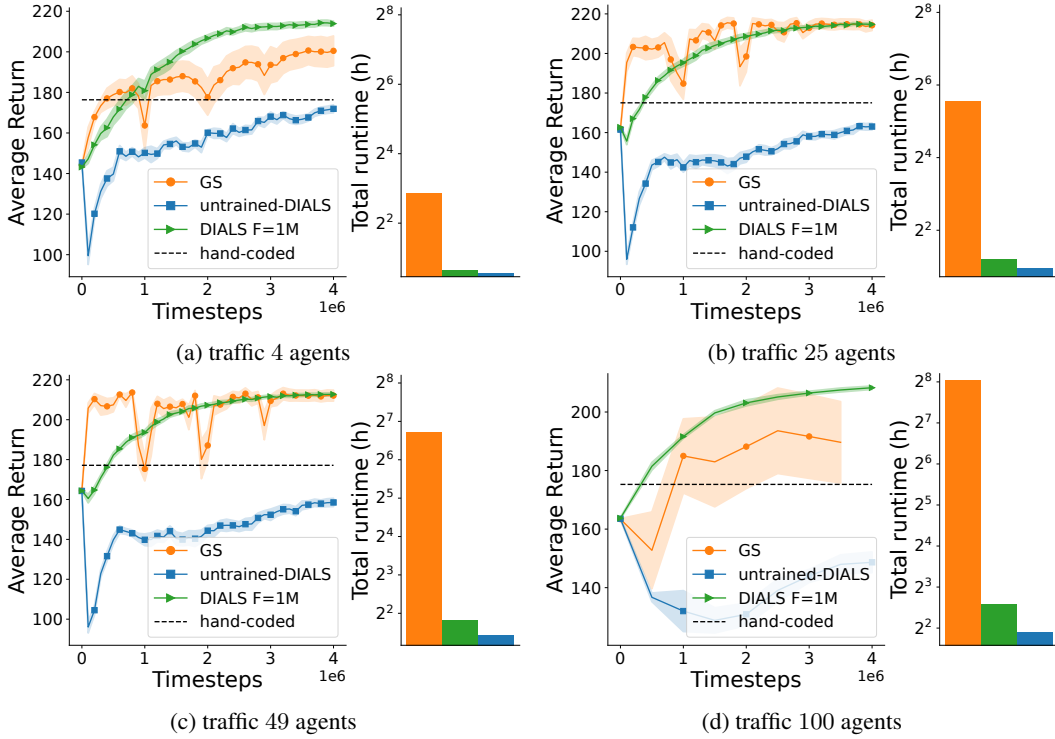 220
200
180
160
140
120
100
Average Return
GS
untrained-DIALS
DIALS F=1M
hand-coded
0 1 2 3 4
1e6
Timesteps
Total runtime (h)
2^8
2^6
2^4
2^2
(a) traffic 4 agents
220
200
180
160
140
120
100
Average Return
GS
untrained-DIALS
DIALS F=1M
hand-coded
0 1 2 3 4
1e6
Timesteps
Total runtime (h)
2^8
2^6
2^4
2^2
(b) traffic 25 agents
220
200
180
160
140
120
100
Average Return
GS
untrained-DIALS
DIALS F=1M
hand-coded
0 1 2 3 4
1e6
Timesteps
Total runtime (h)
2^8
2^7
2^6
2^5
2^4
2^3
2^2
(c) traffic 49 agents
200
180
160
140
Average Return
GS
untrained-DIALS
DIALS F=1M
hand-coded
0 1 2 3 4
1e6
Timesteps
Total runtime (h)
2^8
2^7
2^6
2^5
2^4
2^3
2^2
(d) traffic 100 agents